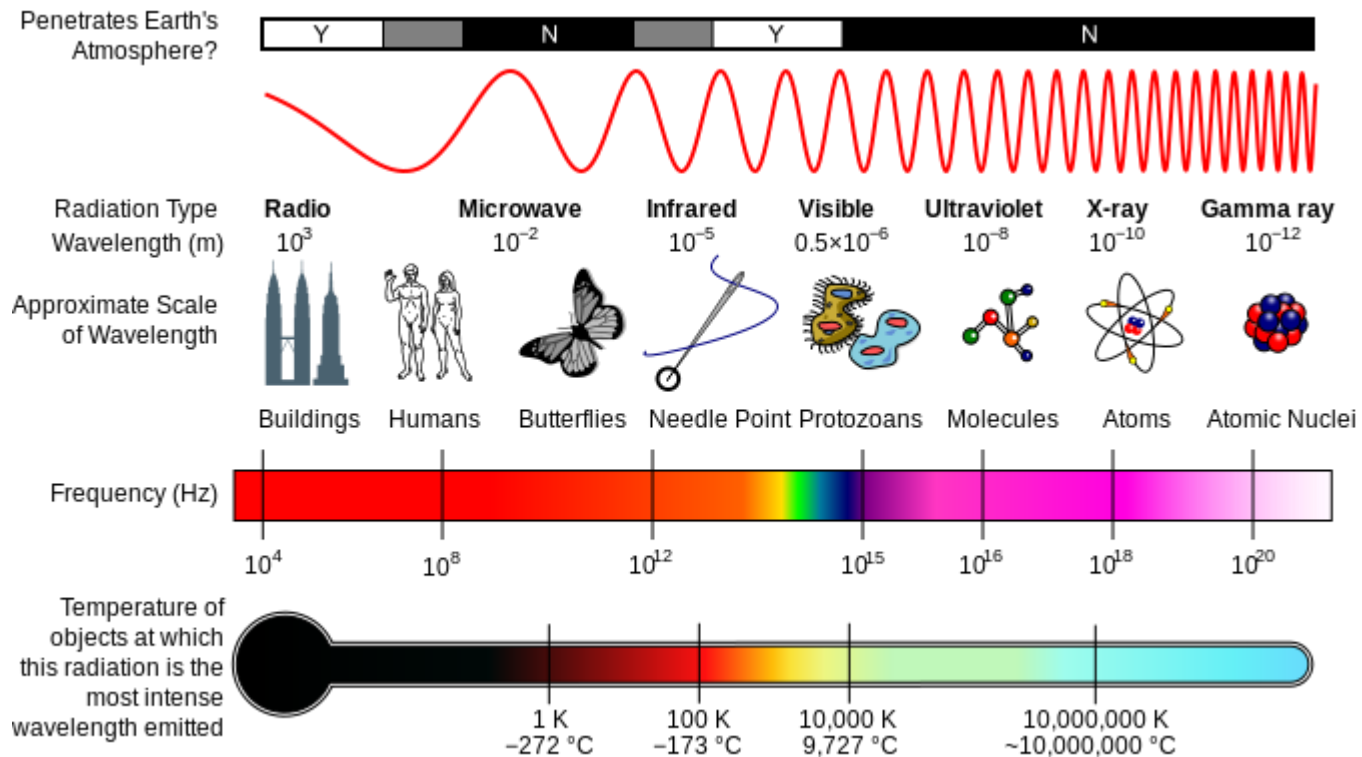 Penetrates Earth's
Atmosphere?
Y N Y N
Radiation Type
Radio Microwave Infrared Visible Ultraviolet X-ray Gamma ray
Wavelength (m)
10³ 10⁻² 10⁻⁵ 0.5×10⁻⁶ 10⁻⁸ 10⁻¹⁰ 10⁻¹²
Approximate Scale
of Wavelength
Buildings Humans Butterflies Needle Point Protozoans Molecules Atoms Atomic Nuclei
Frequency (Hz)
10⁴ 10⁸ 10¹² 10¹⁵ 10¹⁶ 10¹⁸ 10²⁰
Temperature of
objects at which
this radiation is the
most intense
wavelength emitted
1 K 100 K 10,000 K 10,000,000 K
−272 °C −173 °C 9,727 °C ~10,000,000 °C